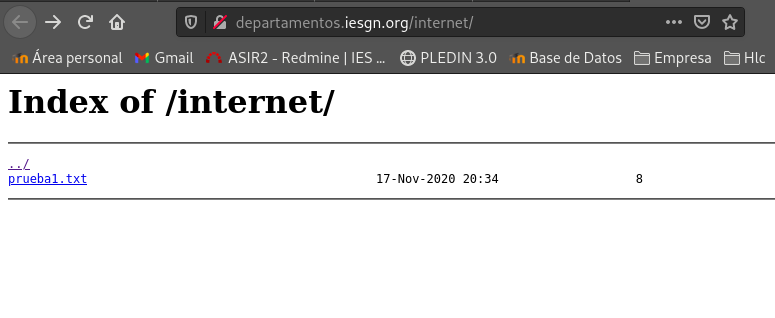 departamentos.iesgn.org/internet/
Área personal Gmail ASIR2 - Redmine | IES ... PLEDIN 3.0 Base de Datos Empresa Hlc
Index of /internet/
../
prueba1.txt 17-Nov-2020 20:34 8